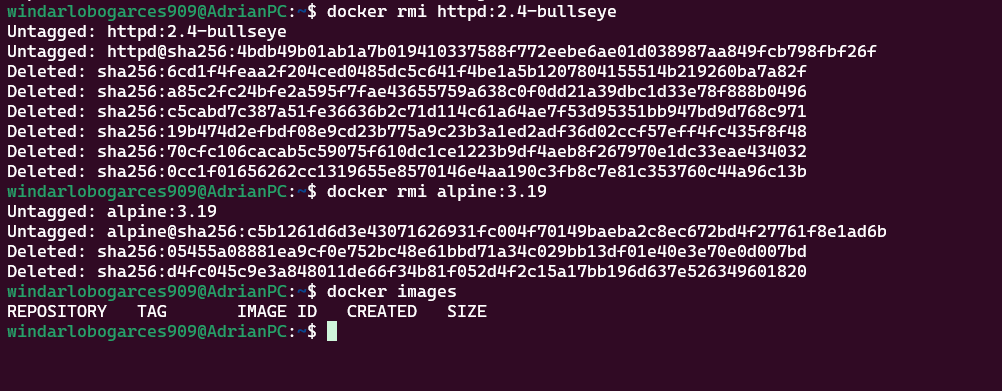 windarlobogarces909@AdrianPC:~$ docker rmi httpd:2.4-bullseye
Untagged: httpd:2.4-bullseye
Untagged: httpd@sha256:4bdb49b01ab1a7b019410337588f772eebe6ae01d038987aa849fcb798fbf26f
Deleted: sha256:6cd1f4feaa2f204ced0485dc5c641f4be1a5b1207804155514b219260ba7a82f
Deleted: sha256:a85c2fc24bfe2a595f7fae43655759a638c0f0dd21a39dbc1d33e78f888b0496
Deleted: sha256:c5cabd7c387a51fe36636b2c71d114c61a64ae7f53d95351bb947bd9d768c971
Deleted: sha256:19b474d2efbdf08e9cd23b775a9c23b3a1ed2adf36d02ccf57eff4fc435f8f48
Deleted: sha256:70cfc106cacab5c59075f610dc1ce1223b9df4aeb8f267970e1dc33eae434032
Deleted: sha256:0cc1f01656262cc1319655e8570146e4aa190c3fb8c7e81c353760c44a96c13b
windarlobogarces909@AdrianPC:~$ docker rmi alpine:3.19
Untagged: alpine:3.19
Untagged: alpine@sha256:c5b1261d6d3e43071626931fc004f70149baeba2c8ec672bd4f27761f8e1ad6b
Deleted: sha256:05455a08881ea9cf0e752bc48e61bbd71a34c029bb13df01e40e3e70e0d007bd
Deleted: sha256:d4fc045c9e3a848011de66f34b81f052d4f2c15a17bb196d637e526349601820
windarlobogarces909@AdrianPC:~$ docker images
REPOSITORY   TAG       IMAGE ID   CREATED   SIZE
windarlobogarces909@AdrianPC:~$